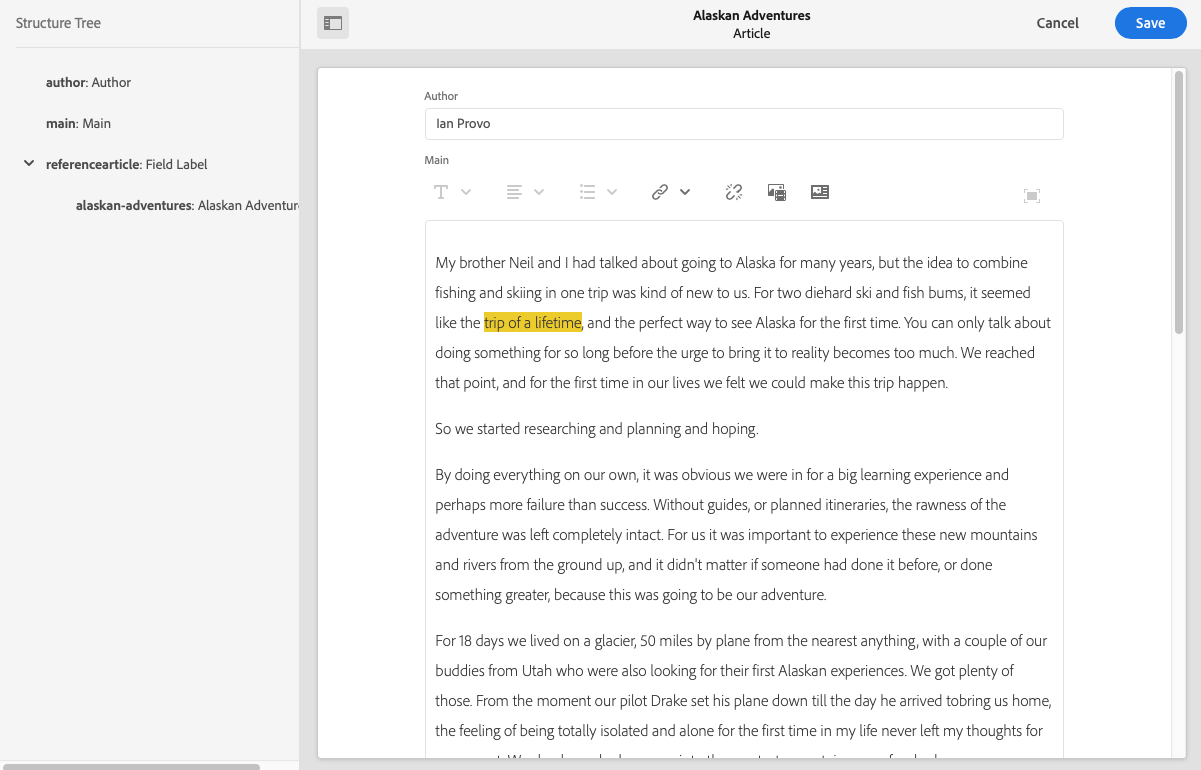 Structure Tree
author: Author
main: Main
referencearticle: Field Label
alaskan-adventures: Alaskan Adventur
Alaskan Adventures
Article
Cancel
Save
Author
Ian Provo
Main
My brother Neil and I had talked about going to Alaska for many years, but the idea to combine
fishing and skiing in one trip was kind of new to us. For two diehard ski and fish bums, it seemed
like the trip of a lifetime, and the perfect way to see Alaska for the first time. You can only talk about
doing something for so long before the urge to bring it to reality becomes too much. We reached
that point, and for the first time in our lives we felt we could make this trip happen.
So we started researching and planning and hoping.
By doing everything on our own, it was obvious we were in for a big learning experience and
perhaps more failure than success. Without guides, or planned itineraries, the rawness of the
adventure was left completely intact. For us it was important to experience these new mountains
and rivers from the ground up, and it didn't matter if someone had done it before, or done
something greater, because this was going to be our adventure.
For 18 days we lived on a glacier, 50 miles by plane from the nearest anything, with a couple of our
buddies from Utah who were also looking for their first Alaskan experiences. We got plenty of
those. From the moment our pilot Drake set his plane down till the day he arrived tobring us home,
the feeling of being totally isolated and alone for the first time in my life never left my thoughts for